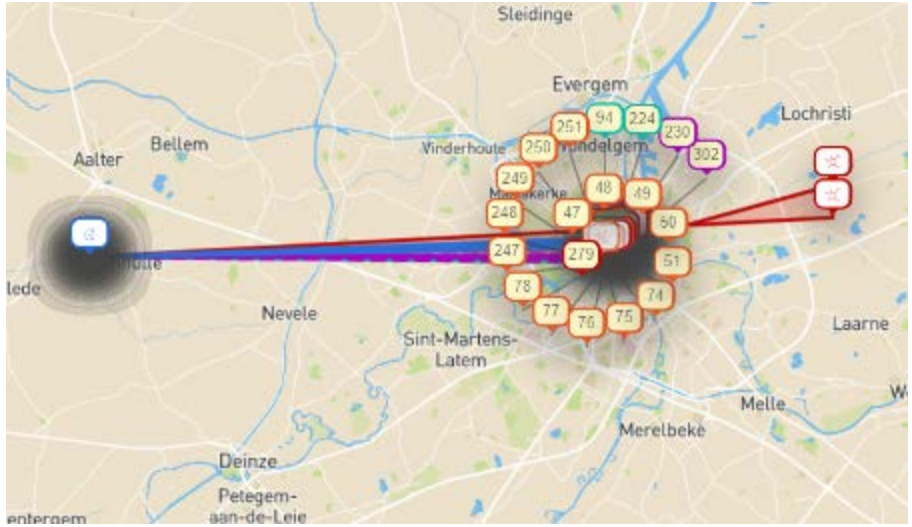 Sleidinge
Evergem
Lochristi
251 94 224 230
Bellem
Vinderhoute
250
302
Aalter
249
48 49
248 47 50
247 279 51
lede
78 74
Nevele
77 76 75
Sint-Martens-
Latem
Laarne
Melle
Merelbeke
Deinze
Petegem-
aan-de-Leie
entergem